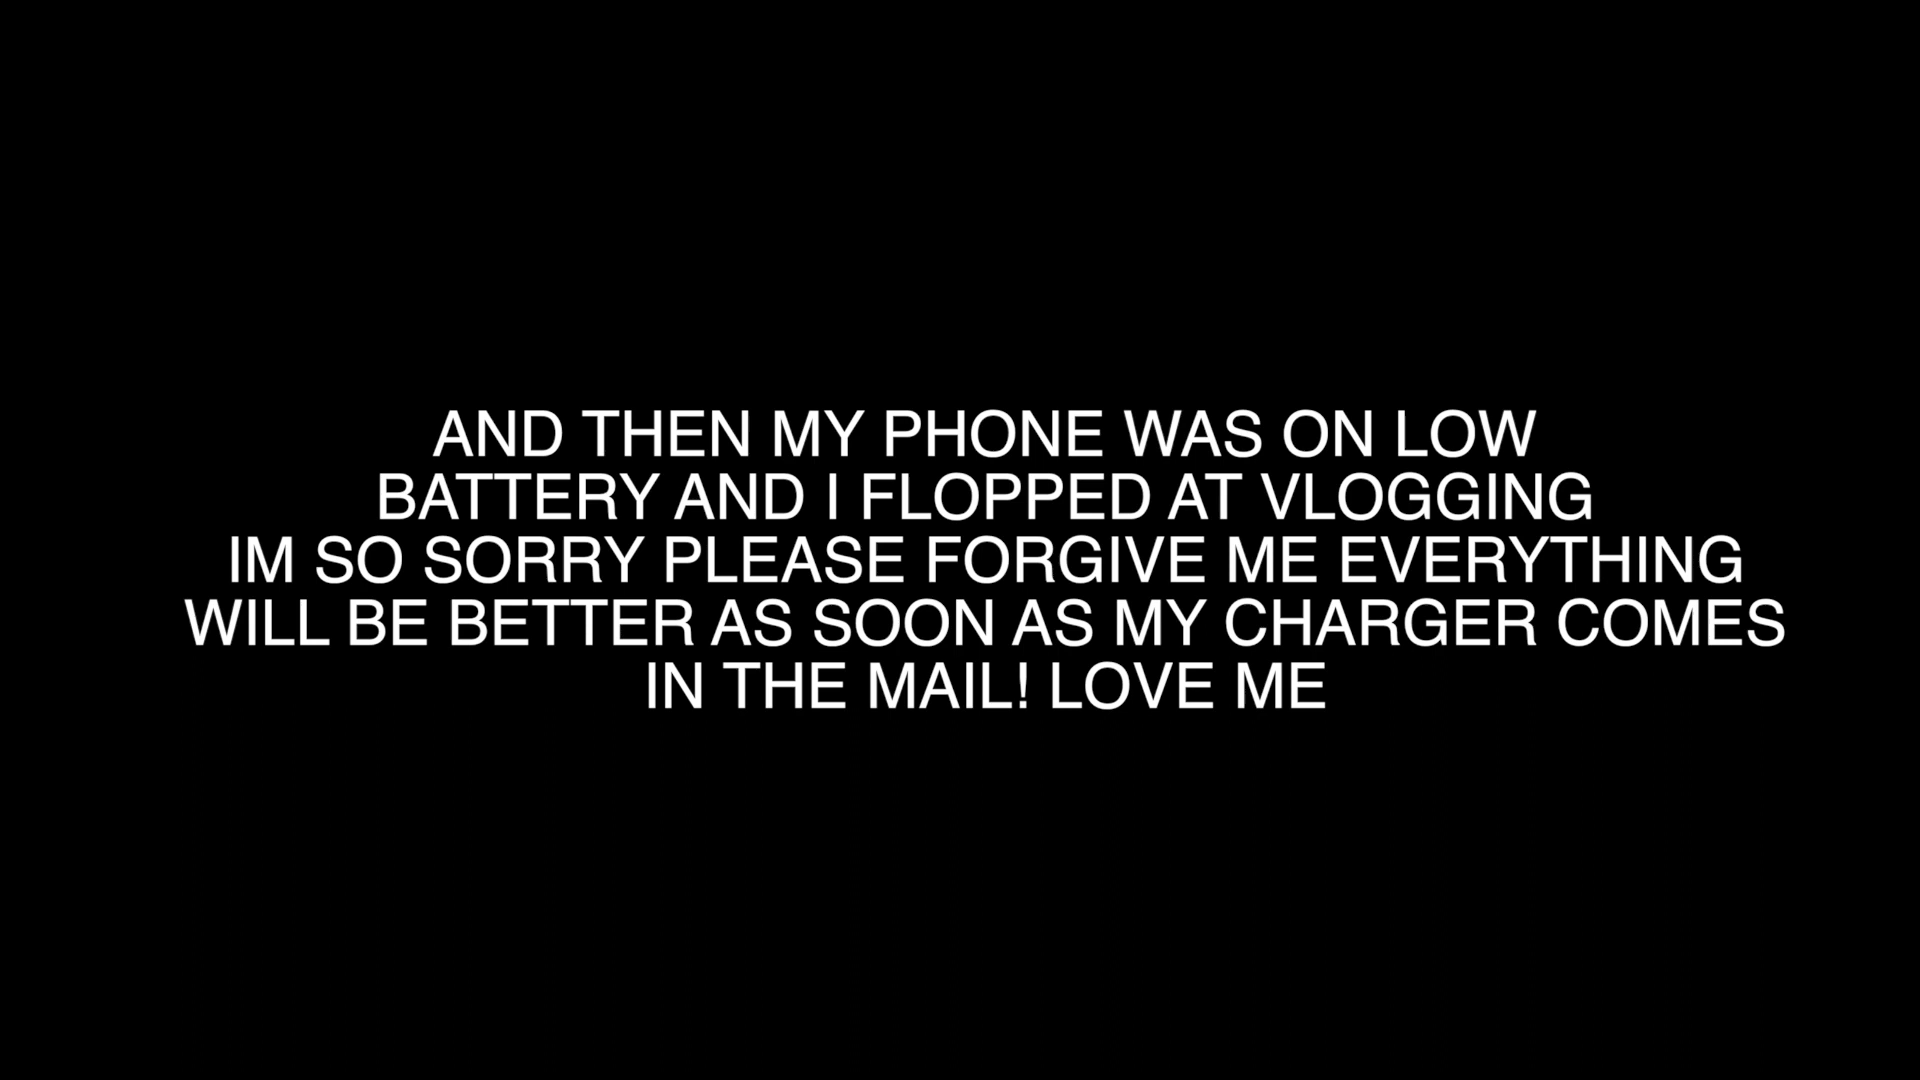 AND THEN MY PHONE WAS ON LOW
BATTERY AND I FLOPPED AT VLOGGING
IM SO SORRY PLEASE FORGIVE ME EVERYTHING
WILL BE BETTER AS SOON AS MY CHARGER COMES
IN THE MAIL! LOVE ME